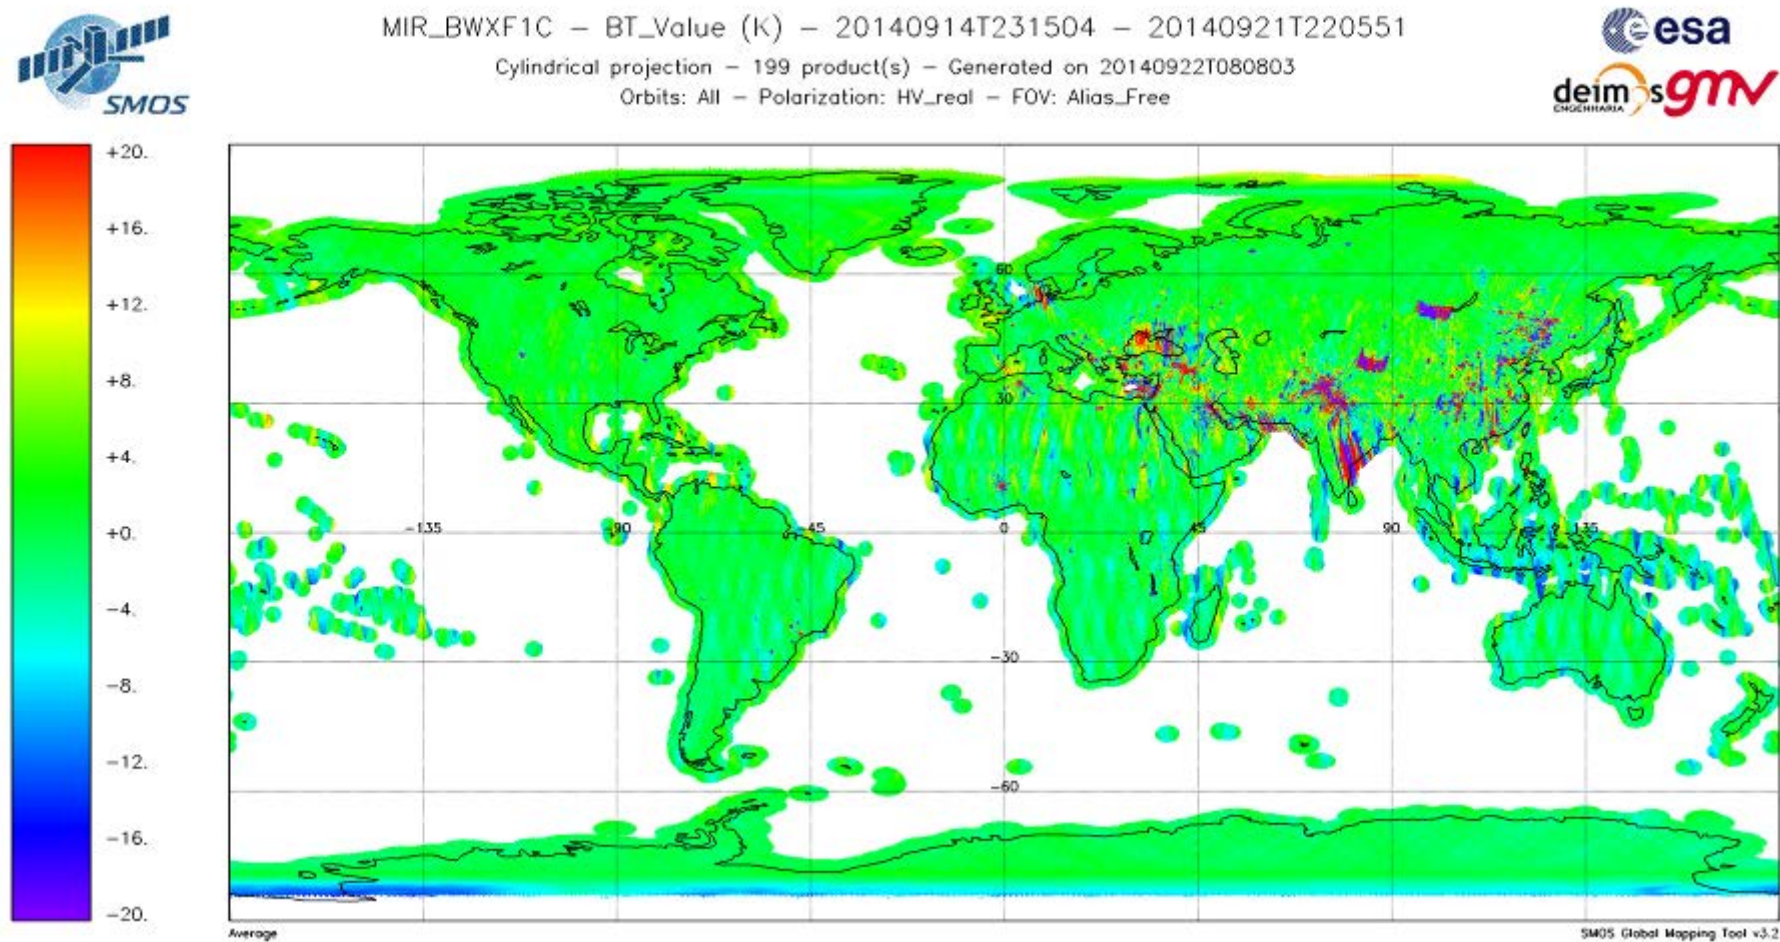 SMOS
MIR_BWXF1C – BT_Value (K) – 20140914T231504 – 20140921T220551
Cylindrical projection – 199 product(s) – Generated on 20140922T080803
Orbits: All – Polarization: HV_real – FOV: Alias_Free
esa
deimos gmv
ENGENHARIA
+20.
+16.
+12.
+8.
+4.
+0.
−4.
−8.
−12.
−16.
−20.
60
30
−135 −90 −45 0 45 90 135
−30
−60
Average
SMOS Global Mapping Tool v3.2